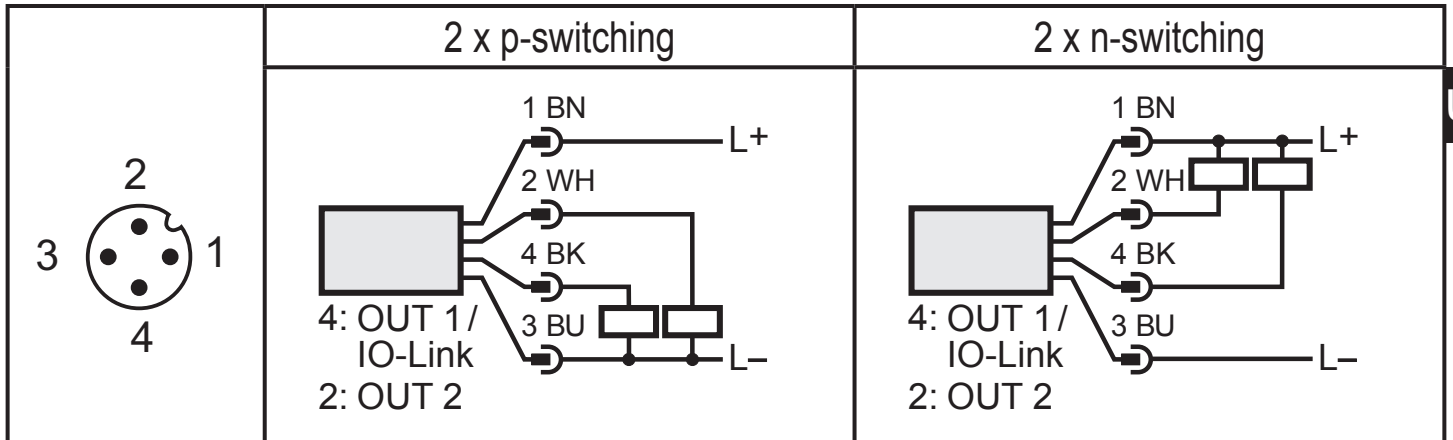 2 x p-switching
2 x n-switching
2
3
1
4
1 BN
L+
2 WH
4 BK
4: OUT 1/
3 BU
IO-Link
L–
2: OUT 2
1 BN
L+
2 WH
4 BK
4: OUT 1/
3 BU
IO-Link
L–
2: OUT 2